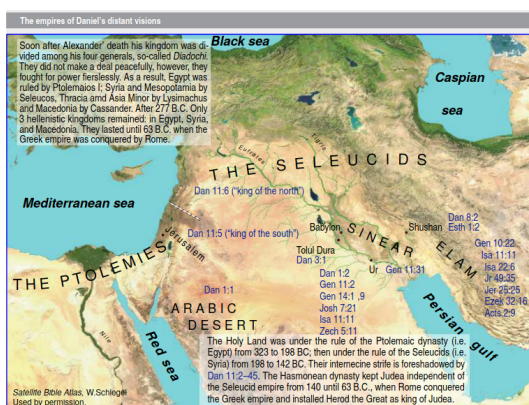 The empires of Daniel's distant visions
Soon after Alexander' death his kingdom was di-
vided among his four generals, so-called Diadochi.
They did not make a deal peacefully, however, they
fought for power fierslessly. As a result, Egypt was
ruled by Ptolemaios I; Syria and Mesopotamia by
Seleucos, Thracia amd Asia Minor by Lysimachus
and Macedonia by Cassander. After 277 B.C. Only
3 hellenistic kingdoms remained: in Egypt, Syria,
and Macedonia. They lasted until 63 B.C. when the
Greek empire was conquered by Rome.
Black sea
Caspian
sea
Eufrates
Tigris
THE SELEUCIDS
Dan 11:6 ("king of the north")
Mediterranean sea
Dan 11:5 ("king of the south")
Jerusalem
THE PTOLEMIES
Babylon
SINEAR
Shushan
Dan 8:2
Esth 1:2
ELAM
Tolul Dura
Dan 3:1
Ur
Gen 11:31
Gen 10:22
Isa 11:11
Isa 22:6
Jr 49:35
Jer 25:25
Ezek 32:16
Acts 2:9
Dan 1:2
Gen 11:2
Gen 14:1 ,9
Josh 7:21
Isa 11:11
Zech 5:11
Dan 1:1
ARABIC
DESERT
Nile
Red sea
Persian gulf
The Holy Land was under the rule of the Ptolemaic dynasty (i.e.
Egypt) from 323 to 198 BC; then under the rule of the Seleucids (i.e.
Syria) from 198 to 142 BC. Their internecine strife is foreshadowed by
Dan 11:2–45. The Hasmonean dynasty kept Judea independent of
the Seleucid empire from 140 until 63 B.C., when Rome conquered
the Greek empire and installed Herod the Great as king of Judea.
Satellite Bible Atlas, W.Schlegel
Used by permission.